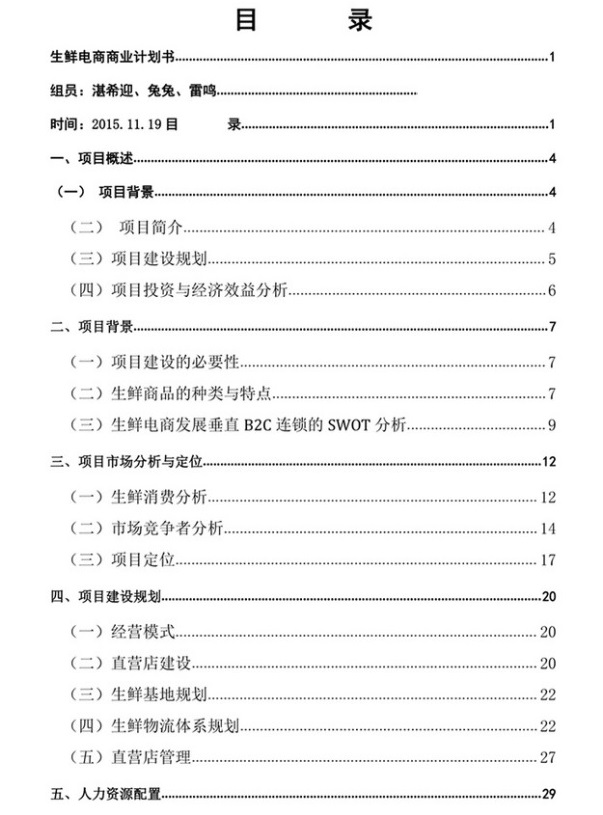 目 录
生鲜电商商业计划书........................................1
组员：湛希迎、兔兔、雷鸣........................................
时间：2015.11.19 目 录........................................1
一、项目概述........................................4
（一） 项目背景........................................4
（二） 项目简介........................................4
（三）项目建设规划........................................5
（四）项目投资与经济效益分析........................................6
二、项目背景........................................7
（一）项目建设的必要性........................................7
（二）生鲜商品的种类与特点........................................7
（三）生鲜电商发展垂直 B2C 连锁的 SWOT 分析........................................9
三、项目市场分析与定位........................................12
（一）生鲜消费分析........................................12
（二）市场竞争者分析........................................14
（三）项目定位........................................17
四、项目建设规划........................................20
（一）经营模式........................................20
（二）直营店建设........................................20
（三）生鲜基地规划........................................22
（四）生鲜物流体系规划........................................22
（五）直营店管理........................................27
五、人力资源配置........................................29